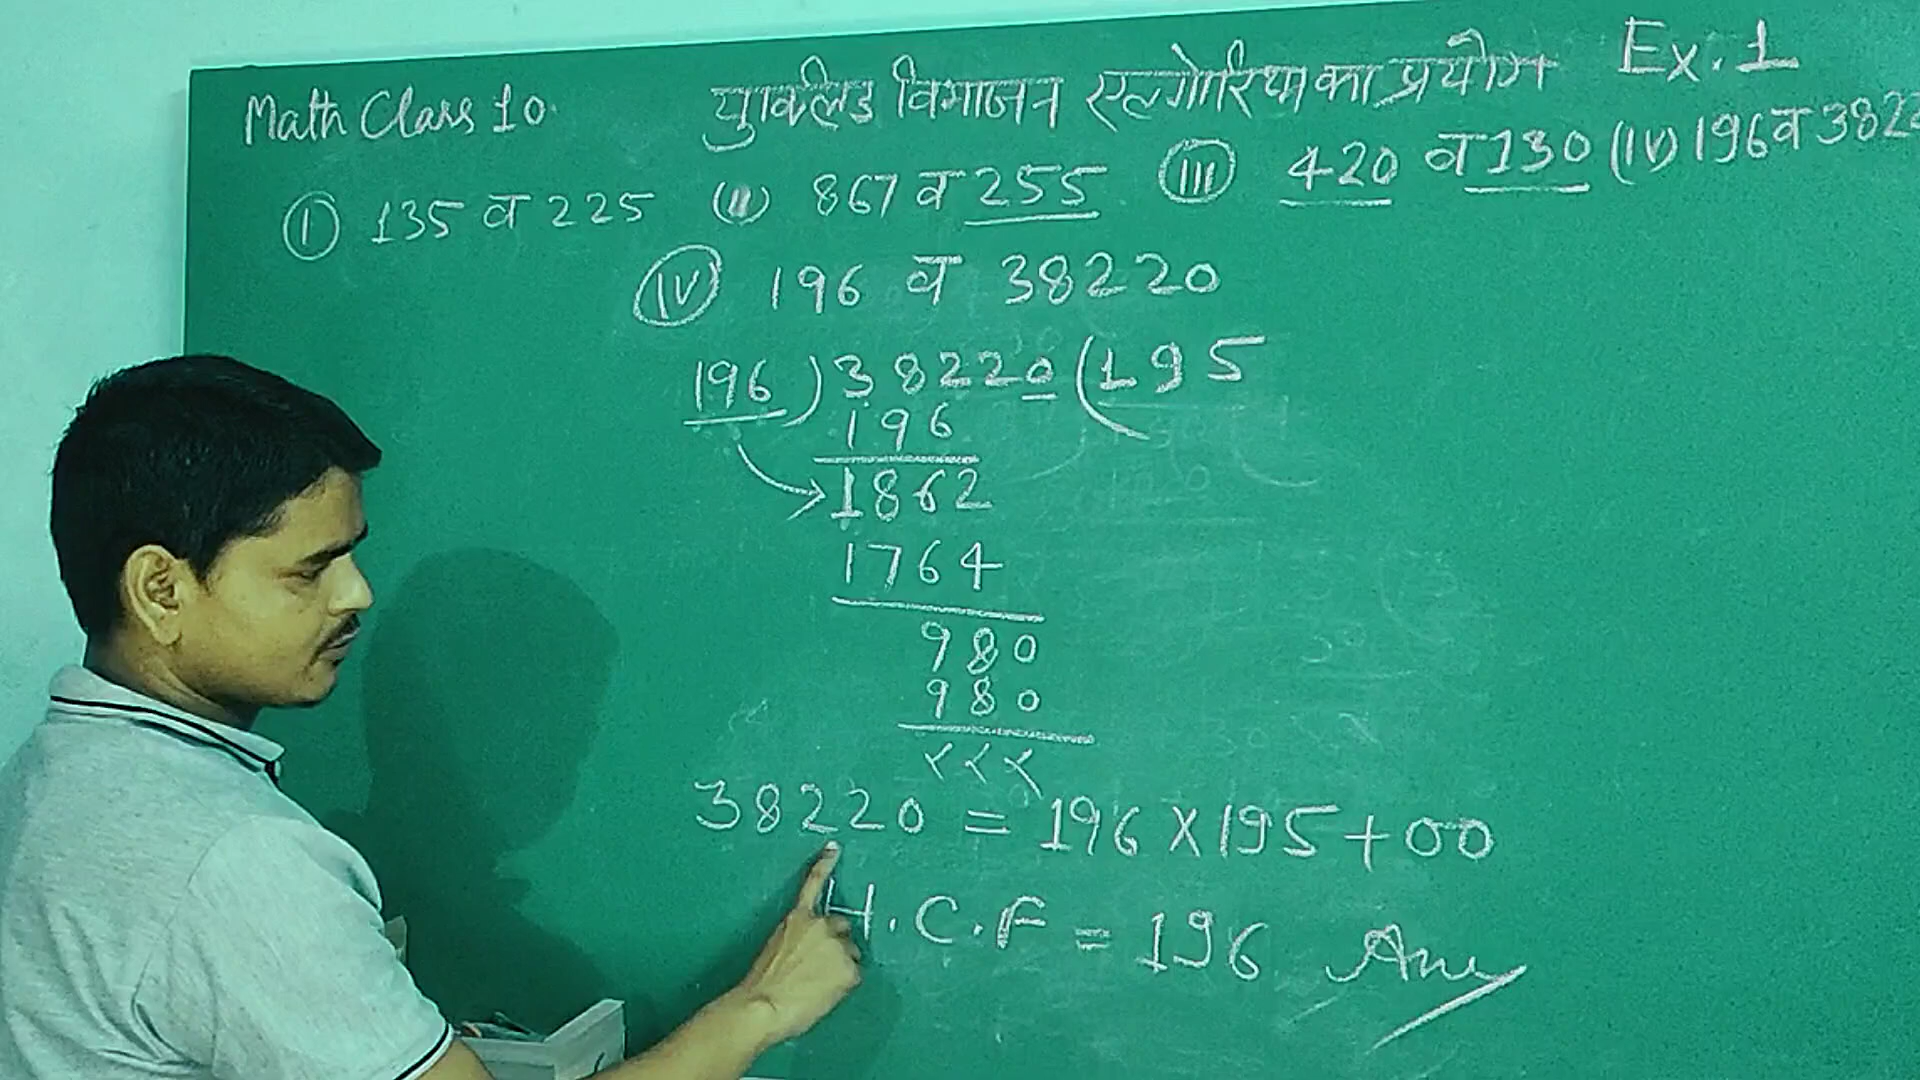 Math Class 10. युक्लिड विभाजन एल्गोरिथ्म का प्रयोग Ex. 1
(I) 135 व 225 (II) 867 व 255 (III) 420 व 130 (IV) 196 व 3822
(IV) 196 व 38220
196 ) 38220 ( 195
196
1862
1764
980
980
×××
38220 = 196 × 195 + 00
H.C.F = 196 Ans